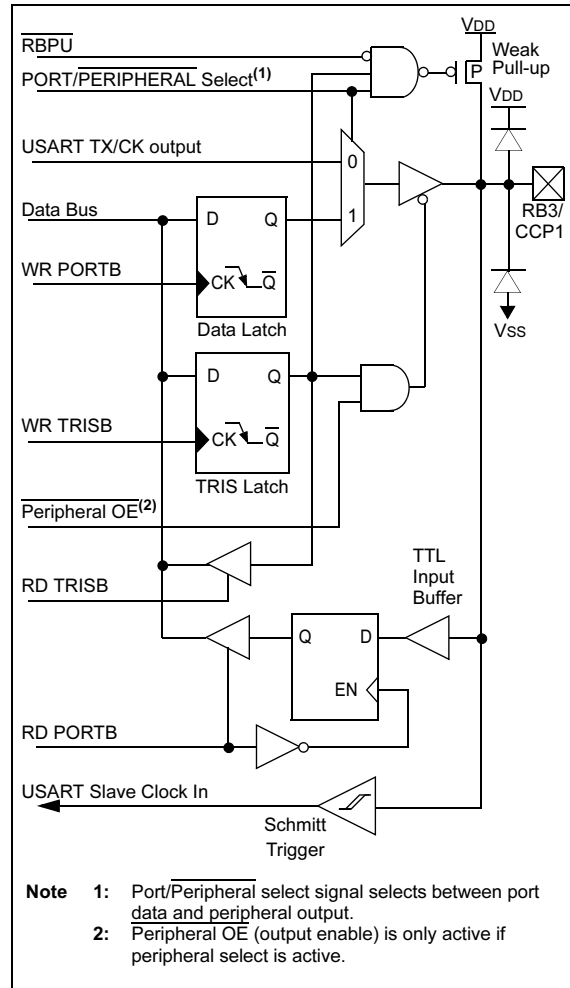 VDD
RBPU
Weak
Pull-up
P
PORT/PERIPHERAL Select(1)
VDD
USART TX/CK output
0
RB3/
CCP1
Data Bus
D
Q
1
WR PORTB
CK
Q
Data Latch
VSS
D
Q
WR TRISB
CK
Q
TRIS Latch
Peripheral OE(2)
TTL
Input
Buffer
RD TRISB
Q
D
EN
RD PORTB
USART Slave Clock In
Schmitt
Trigger
Note 1: Port/Peripheral select signal selects between port
data and peripheral output.
2: Peripheral OE (output enable) is only active if
peripheral select is active.